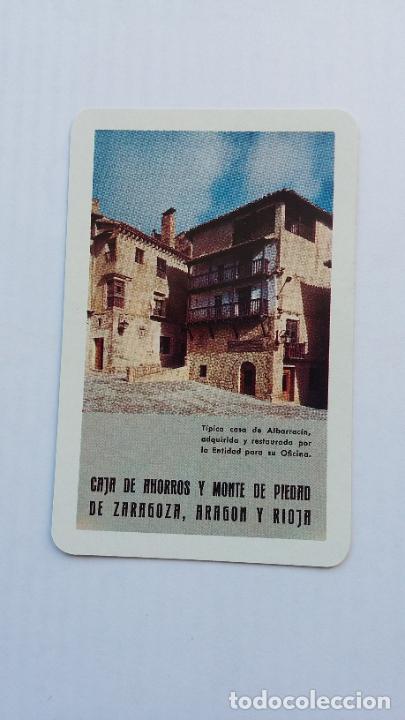 Típica casa de Albarracín,
adquirida y restaurada por
la Entidad para su Oficina.
CAJA DE AHORROS Y MONTE DE PIEDAD
DE ZARAGOZA, ARAGON Y RIOJA
todocoleccion.net